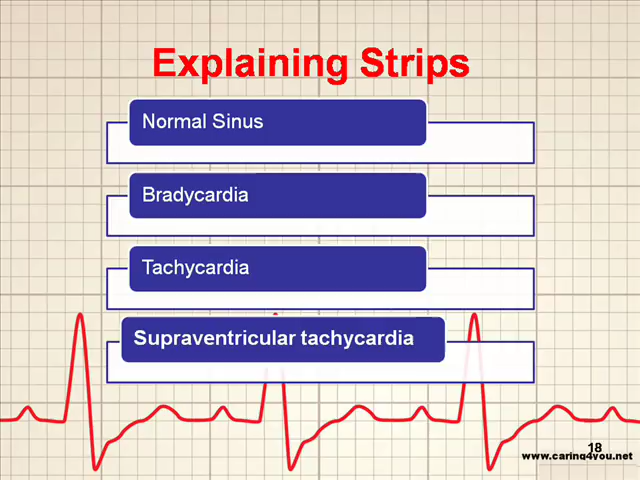 Explaining Strips
Normal Sinus
Bradycardia
Tachycardia
Supraventricular tachycardia
18
www.caring4you.net